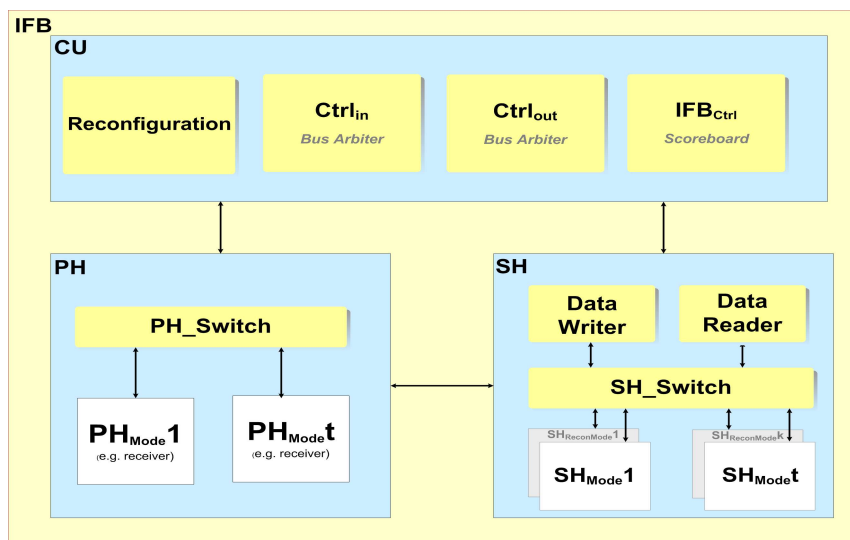 IFB
CU
Reconfiguration
Ctrlin
Bus Arbiter
Ctrlout
Bus Arbiter
IFBCtrl
Scoreboard
PH
PH_Switch
PHMode1
(e.g. receiver)
PHModet
(e.g. receiver)
SH
Data
Writer
Data
Reader
SH_Switch
SHReconMode1
SHMode1
SHReconModek
SHModet